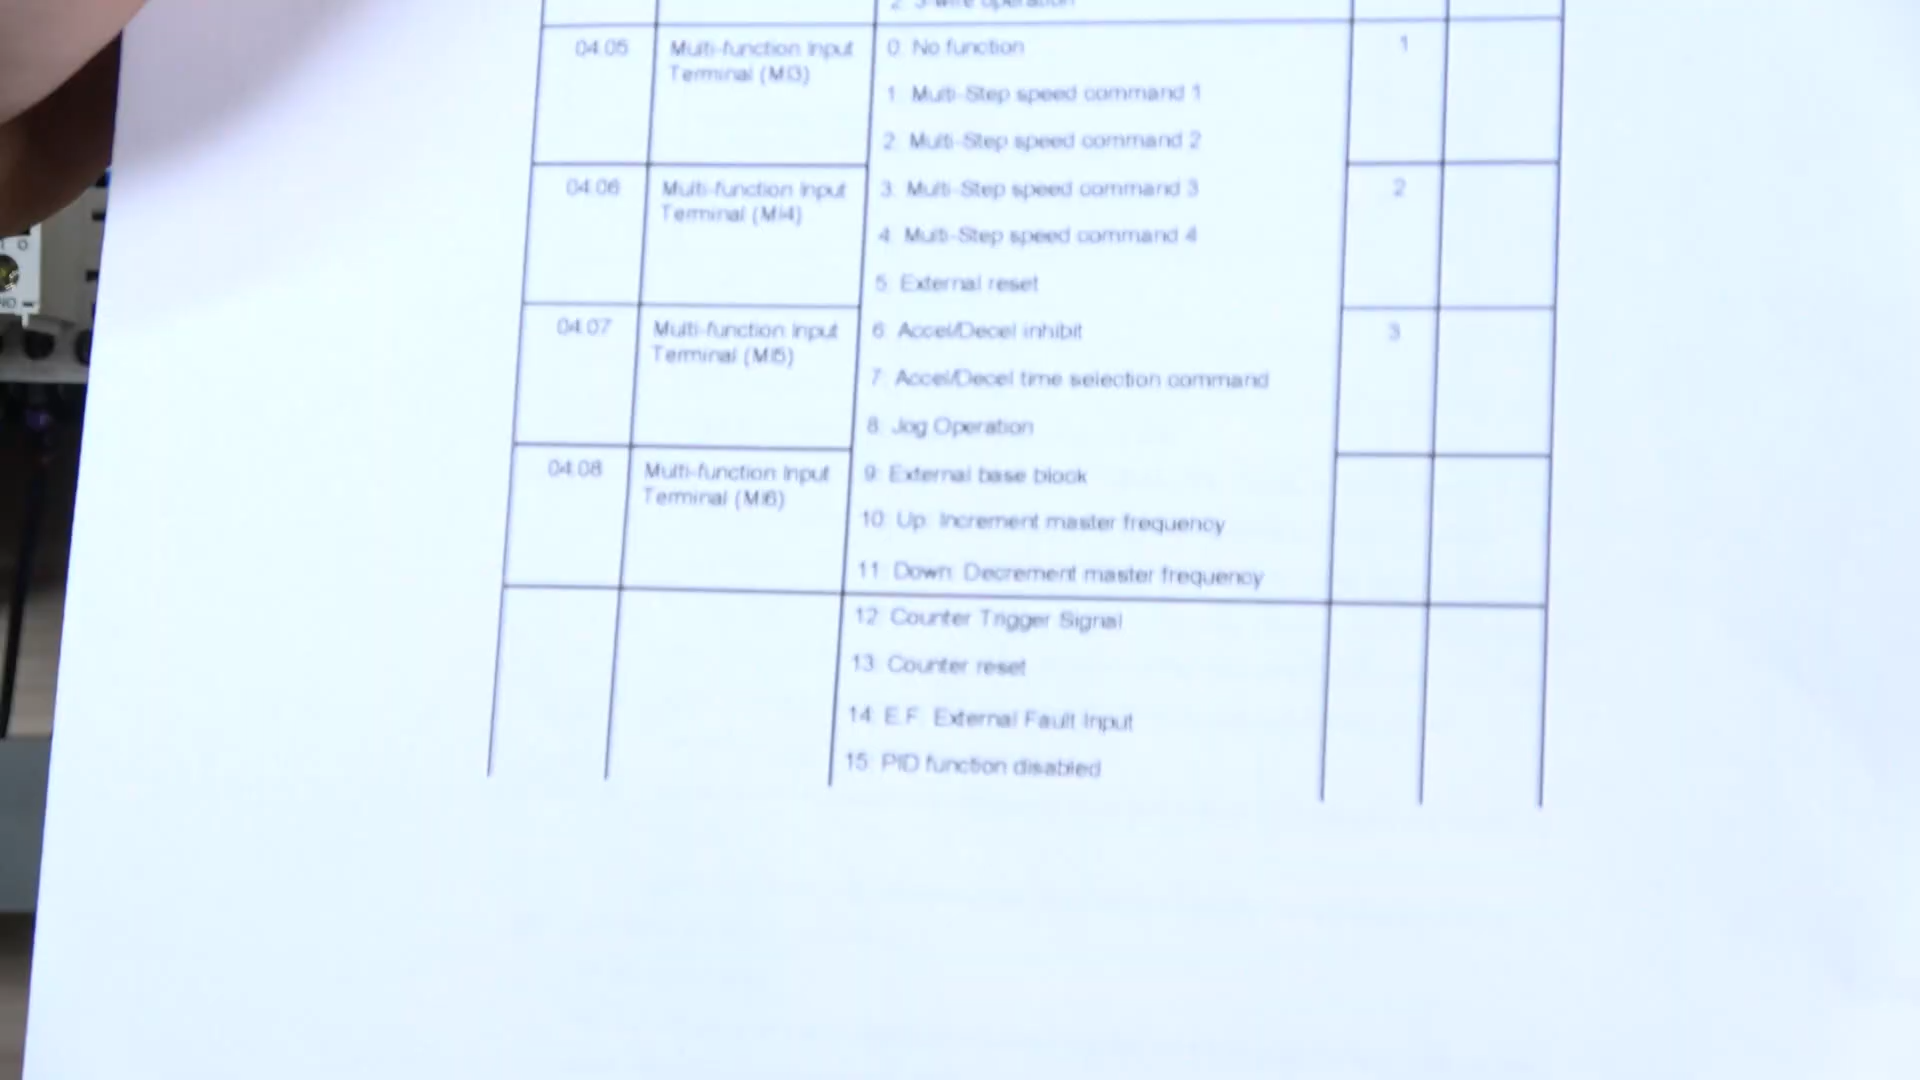 2: 3-wire operation
04.05 Multi-function Input 0: No function 1
Terminal (MI3)
1: Multi-Step speed command 1
2: Multi-Step speed command 2
04.06 Multi-function Input 3: Multi-Step speed command 3 2
Terminal (MI4)
4: Multi-Step speed command 4
5: External reset
04.07 Multi-function Input 6: Accel/Decel inhibit 3
Terminal (MI5)
7: Accel/Decel time selection command
8: Jog Operation
04.08 Multi-function Input 9: External base block
Terminal (MI6)
10: Up: Increment master frequency
11: Down: Decrement master frequency
12: Counter Trigger Signal
13: Counter reset
14: E.F. External Fault Input
15: PID function disabled